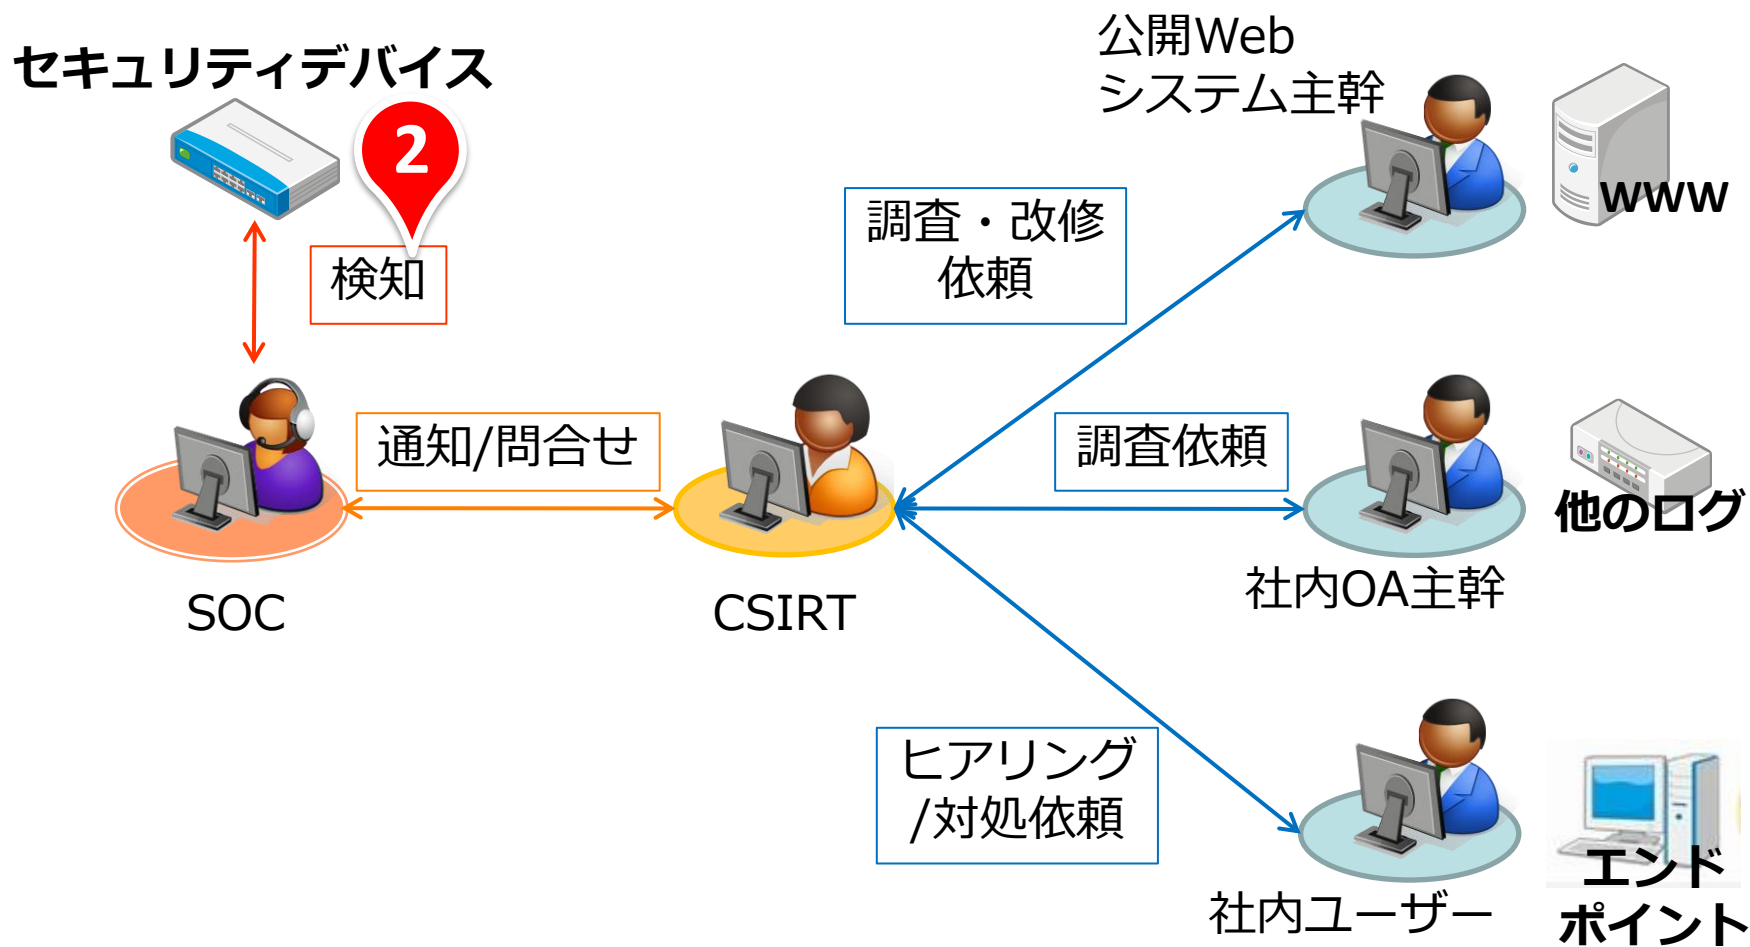 セキュリティデバイス
2
検知
SOC
通知/問合せ
CSIRT
調査・改修
依頼
公開Web
システム主幹
WWW
調査依頼
社内OA主幹
他のログ
ヒアリング
/対処依頼
社内ユーザー
エンド
ポイント